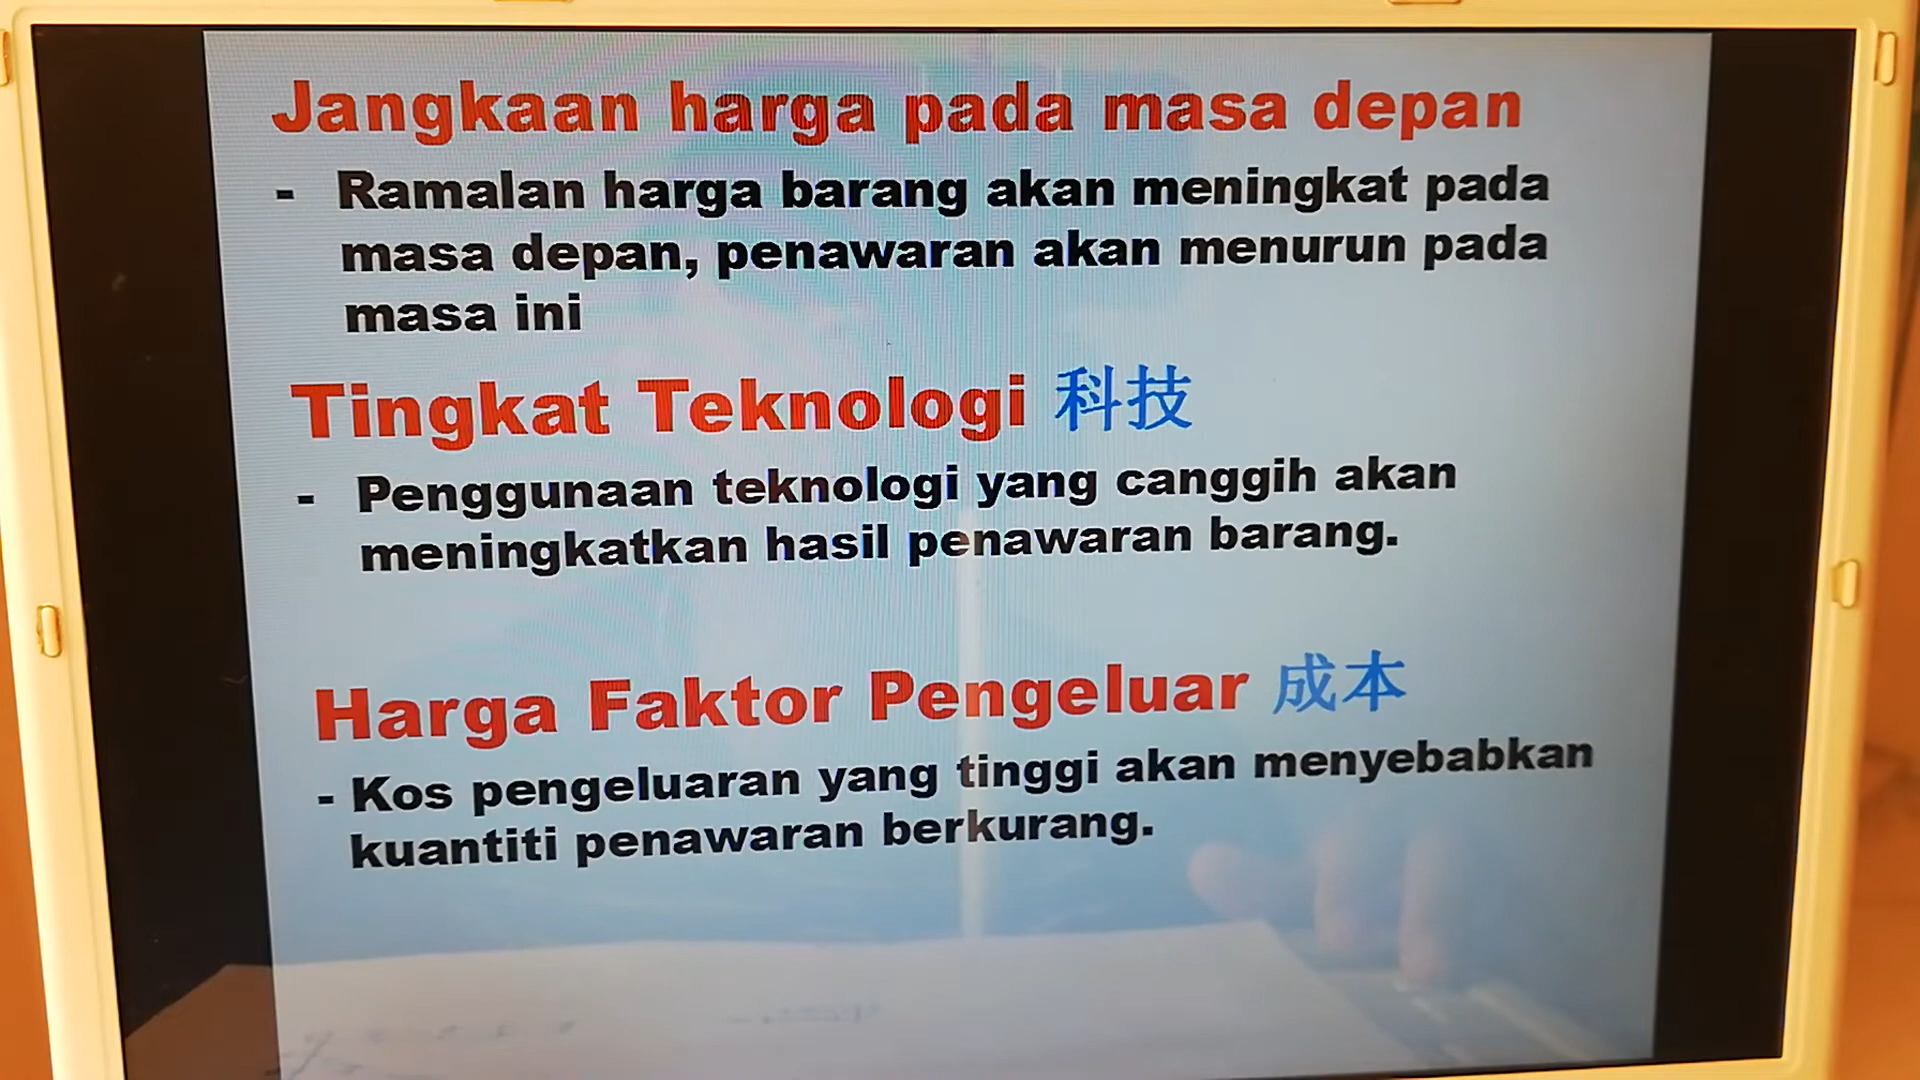 Jangkaan harga pada masa depan
- Ramalan harga barang akan meningkat pada
masa depan, penawaran akan menurun pada
masa ini
Tingkat Teknologi 科技
- Penggunaan teknologi yang canggih akan
meningkatkan hasil penawaran barang.
Harga Faktor Pengeluar 成本
- Kos pengeluaran yang tinggi akan menyebabkan
kuantiti penawaran berkurang.